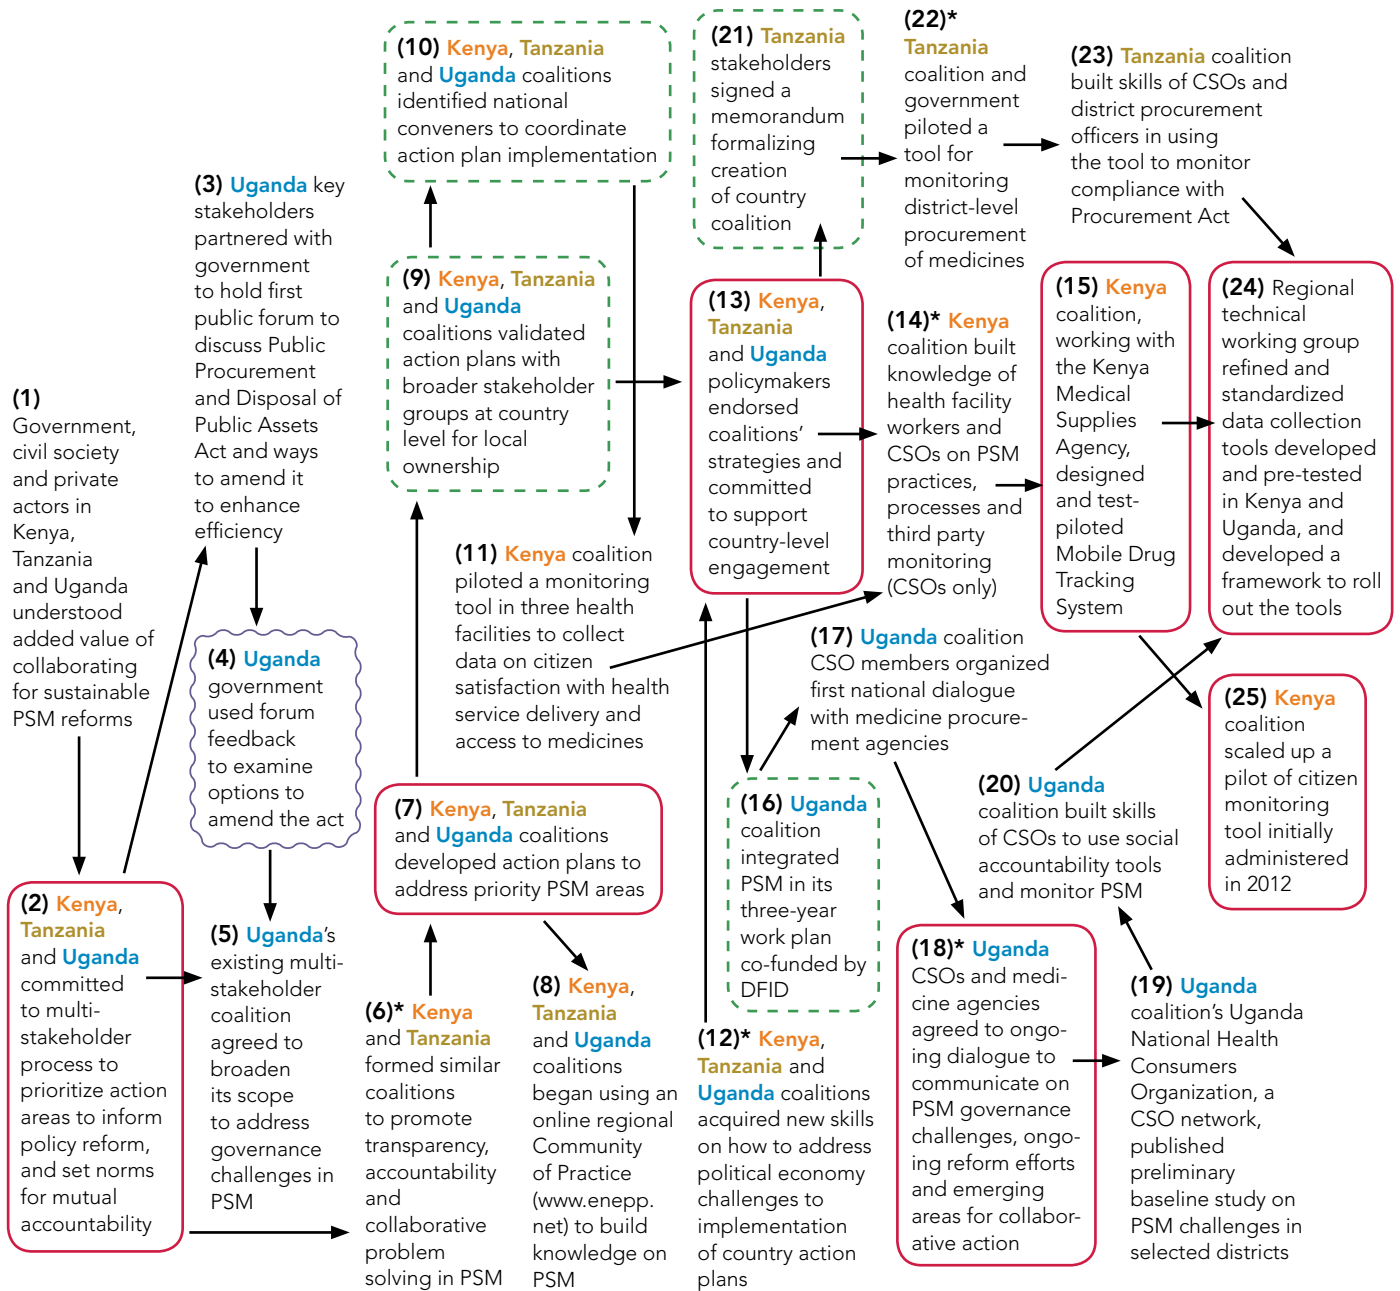 (1)
Government,
civil society
and private
actors in
Kenya,
Tanzania
and Uganda
understood
added value of
collaborating
for sustainable
PSM reforms
(2) Kenya,
Tanzania
and Uganda
committed
to multi-
stakeholder
process to
prioritize action
areas to inform
policy reform,
and set norms
for mutual
accountability
(3) Uganda key
stakeholders
partnered with
government
to hold first
public forum to
discuss Public
Procurement
and Disposal of
Public Assets
Act and ways
to amend it
to enhance
efficiency
(4) Uganda
government
used forum
feedback
to examine
options to
amend the act
(5) Uganda's
existing multi-
stakeholder
coalition
agreed to
broaden
its scope
to address
governance
challenges in
PSM
(6)* Kenya
and Tanzania
formed similar
coalitions
to promote
transparency,
accountability
and
collaborative
problem
solving in PSM
(7) Kenya, Tanzania
and Uganda coalitions
developed action plans to
address priority PSM areas
(8) Kenya,
Tanzania
and Uganda
coalitions
began using an
online regional
Community
of Practice
(www.enepp.
net) to build
knowledge on
PSM
(9) Kenya, Tanzania
and Uganda
coalitions validated
action plans with
broader stakeholder
groups at country
level for local
ownership
(10) Kenya, Tanzania
and Uganda coalitions
identified national
conveners to coordinate
action plan implementation
(11) Kenya coalition
piloted a monitoring
tool in three health
facilities to collect
data on citizen
satisfaction with health
service delivery and
access to medicines
(12)* Kenya,
Tanzania and
Uganda coalitions
acquired new skills
on how to address
political economy
challenges to
implementation
of country action
plans
(13) Kenya,
Tanzania
and Uganda
policymakers
endorsed
coalitions'
strategies and
committed
to support
country-level
engagement
(14)* Kenya
coalition built
knowledge of
health facility
workers and
CSOs on PSM
practices,
processes and
third party
monitoring
(CSOs only)
(15) Kenya
coalition,
working with
the Kenya
Medical
Supplies
Agency,
designed
and test-
piloted
Mobile Drug
Tracking
System
(16) Uganda
coalition
integrated
PSM in its
three-year
work plan
co-funded by
DFID
(17) Uganda coalition
CSO members organized
first national dialogue
with medicine procure-
ment agencies
(18)* Uganda
CSOs and medi-
cine agencies
agreed to ongo-
ing dialogue to
communicate on
PSM governance
challenges, ongo-
ing reform efforts
and emerging
areas for collabor-
ative action
(19) Uganda
coalition's Uganda
National Health
Consumers
Organization, a
CSO network,
published
preliminary
baseline study on
PSM challenges in
selected districts
(20) Uganda
coalition built skills
of CSOs to use social
accountability tools
and monitor PSM
(21) Tanzania
stakeholders
signed a
memorandum
formalizing
creation
of country
coalition
(22)*
Tanzania
coalition and
government
piloted a
tool for
monitoring
district-level
procurement
of medicines
(23) Tanzania coalition
built skills of CSOs and
district procurement
officers in using
the tool to monitor
compliance with
Procurement Act
(24) Regional
technical
working group
refined and
standardized
data collection
tools developed
and pre-tested
in Kenya and
Uganda, and
developed a
framework to roll
out the tools
(25) Kenya
coalition
scaled up a
pilot of citizen
monitoring
tool initially
administered
in 2012